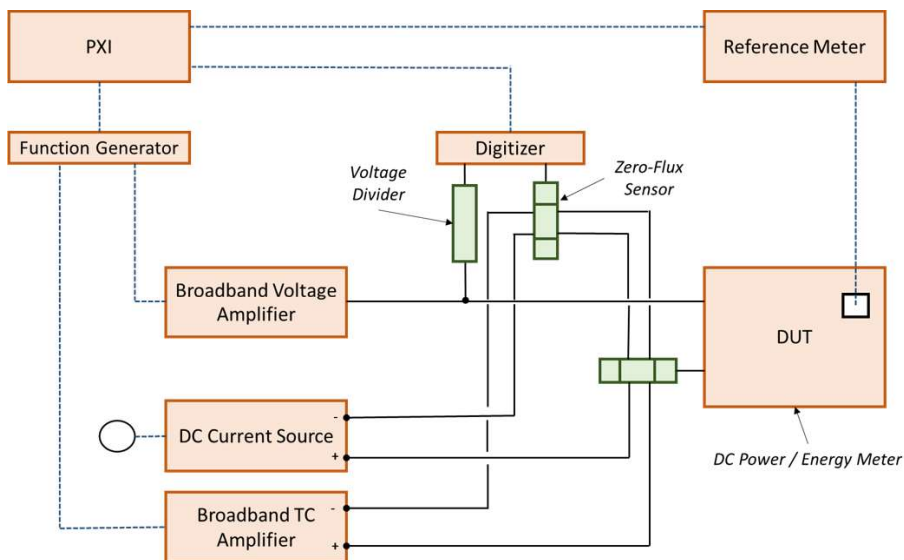 PXI
Reference Meter
Function Generator
Digitizer
Voltage
Divider
Zero-Flux
Sensor
Broadband Voltage
Amplifier
DUT
-
DC Current Source
+
DC Power / Energy Meter
-
Broadband TC
Amplifier
+